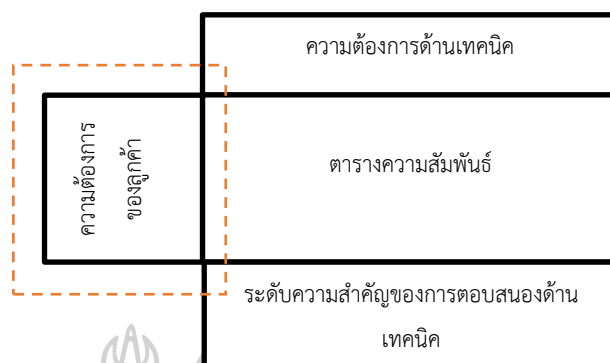 ความต้องการด้านเทคนิค
ความต้องการ
ของลูกค้า
ตารางความสัมพันธ์
ระดับความสำคัญของการตอบสนองด้าน
เทคนิค